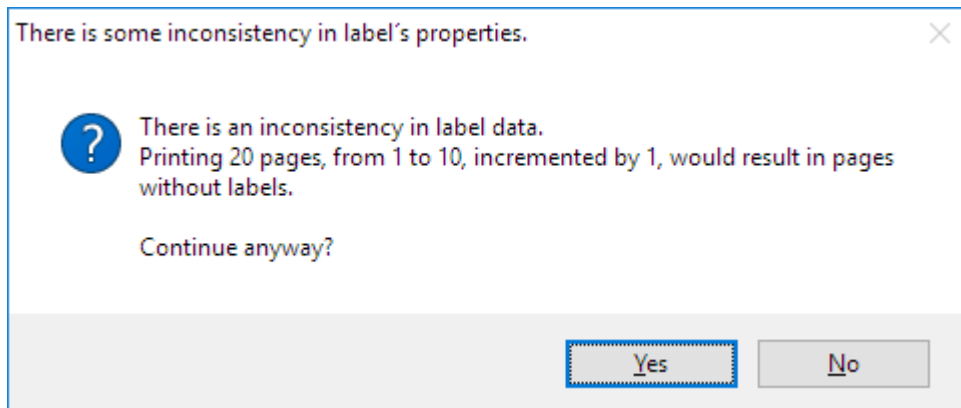 There is some inconsistency in label´s properties.
There is an inconsistency in label data.
Printing 20 pages, from 1 to 10, incremented by 1, would result in pages
without labels.
Continue anyway?
Yes
No